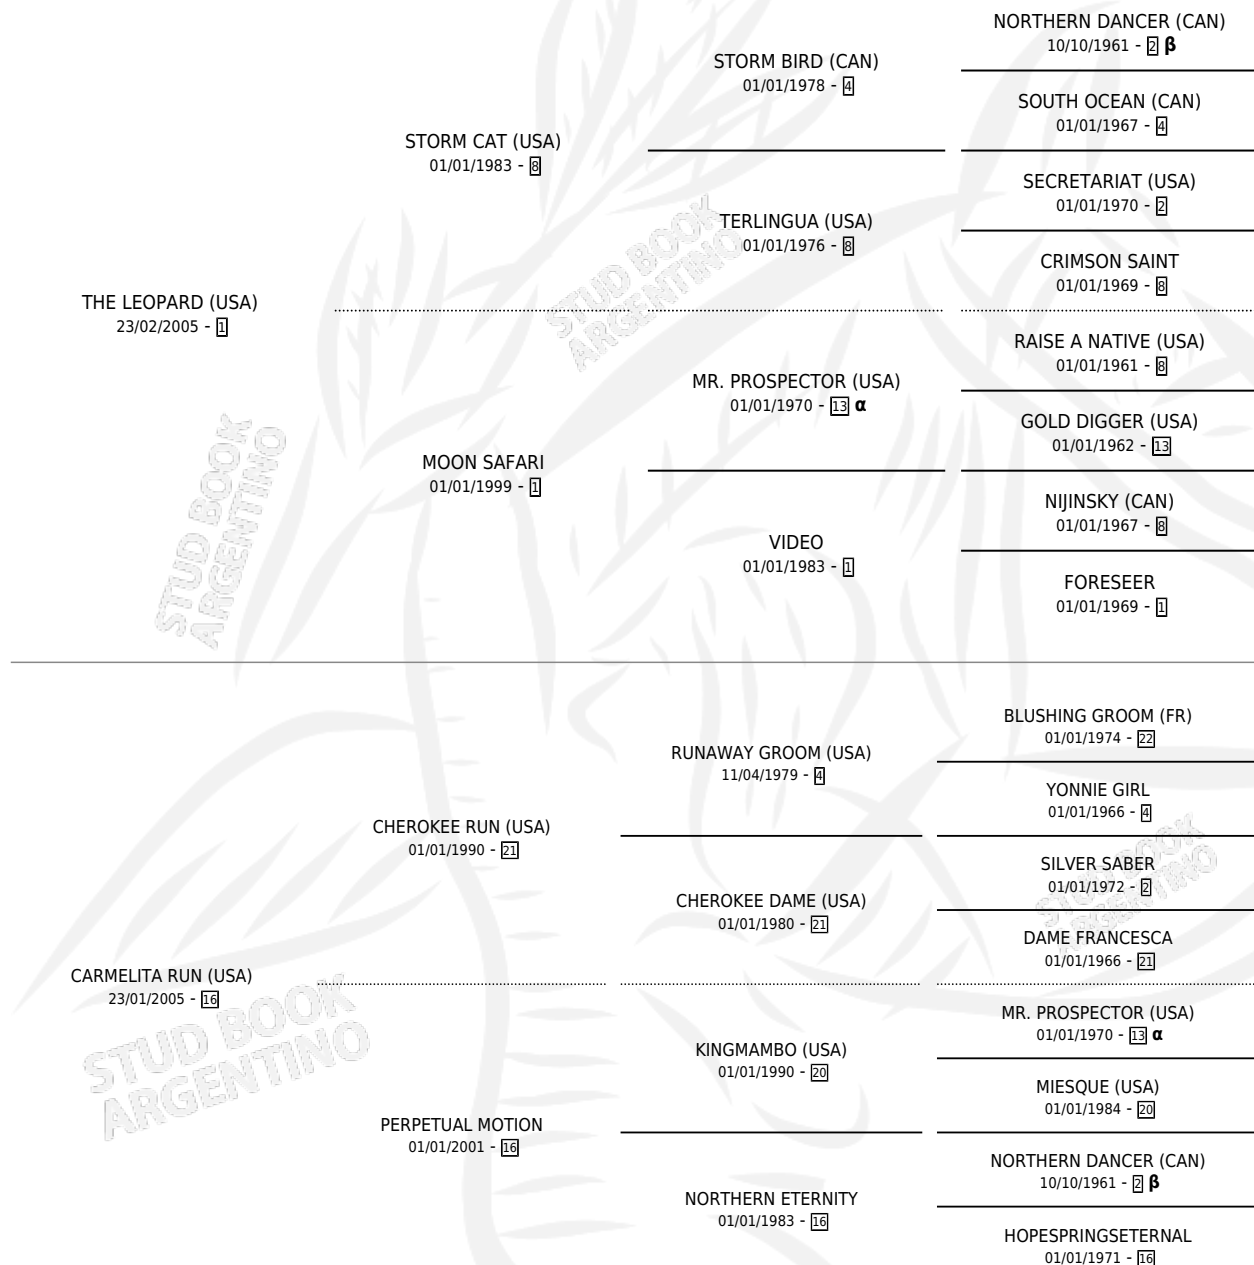 NORTHERN DANCER (CAN)
10/10/1961 - 2 β
STORM BIRD (CAN)
01/01/1978 - 4
SOUTH OCEAN (CAN)
01/01/1967 - 4
STORM CAT (USA)
01/01/1983 - 8
SECRETARIAT (USA)
01/01/1970 - 2
TERLINGUA (USA)
01/01/1976 - 8
CRIMSON SAINT
01/01/1969 - 8
THE LEOPARD (USA)
23/02/2005 - 1
RAISE A NATIVE (USA)
01/01/1961 - 8
MR. PROSPECTOR (USA)
01/01/1970 - 13 α
GOLD DIGGER (USA)
01/01/1962 - 13
MOON SAFARI
01/01/1999 - 1
NIJINSKY (CAN)
01/01/1967 - 8
VIDEO
01/01/1983 - 1
FORESEER
01/01/1969 - 1
BLUSHING GROOM (FR)
01/01/1974 - 22
RUNAWAY GROOM (USA)
11/04/1979 - 4
YONNIE GIRL
01/01/1966 - 4
CHEROKEE RUN (USA)
01/01/1990 - 21
SILVER SABER
01/01/1972 - 2
CHEROKEE DAME (USA)
01/01/1980 - 21
DAME FRANCESCA
01/01/1966 - 21
CARMELITA RUN (USA)
23/01/2005 - 16
MR. PROSPECTOR (USA)
01/01/1970 - 13 α
KINGMAMBO (USA)
01/01/1990 - 20
MIESQUE (USA)
01/01/1984 - 20
PERPETUAL MOTION
01/01/2001 - 16
NORTHERN DANCER (CAN)
10/10/1961 - 2 β
NORTHERN ETERNITY
01/01/1983 - 16
HOPESPRINGSETERNAL
01/01/1971 - 16
STUD BOOK
ARGENTINO
STUD BOOK
ARGENTINO
STUD BOOK
ARGENTINO
STUD BOOK
ARGENTINO